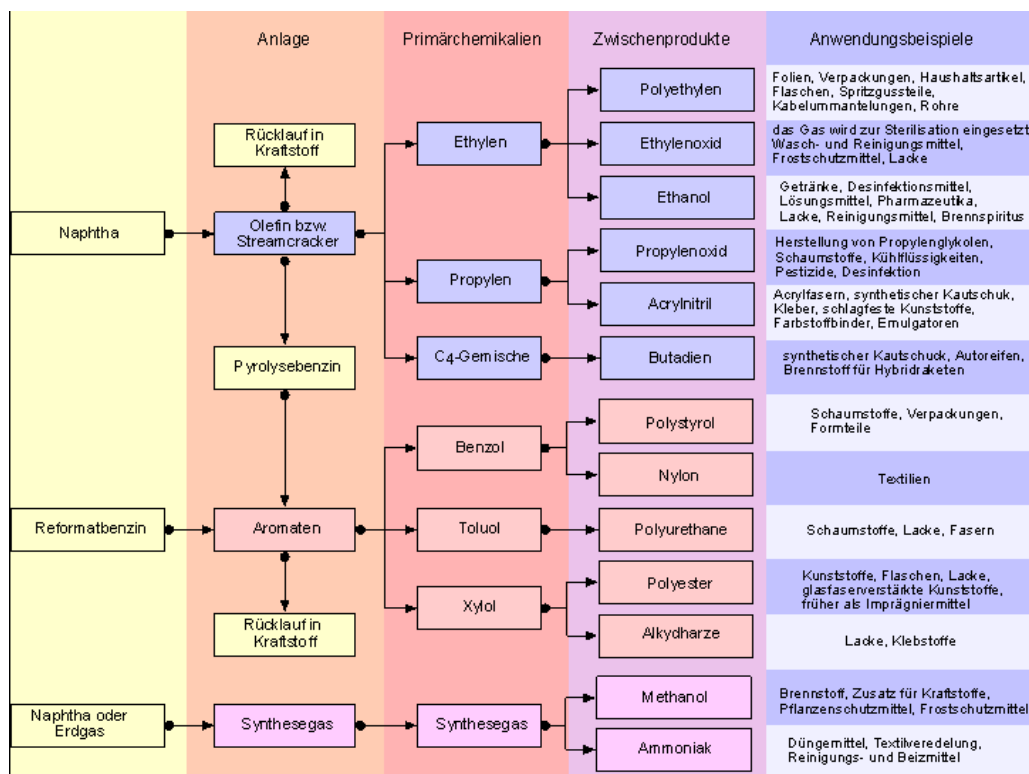 Anlage
Primärchemikalien
Zwischenprodukte
Anwendungsbeispiele
Naphtha
Rücklauf in
Kraftstoff
Olefin bzw.
Streamcracker
Pyrolysebenzin
Ethylen
Propylen
C4-Gemische
Polyethylen
Folien, Verpackungen, Haushaltsartikel,
Flaschen, Spritzgussteile,
Kabelummantelungen, Rohre
Ethylenoxid
das Gas wird zur Sterilisation eingesetzt
Wasch- und Reinigungsmittel,
Frostschutzmittel, Lacke
Ethanol
Getränke, Desinfektionsmittel,
Lösungsmittel, Pharmazeutika,
Lacke, Reinigungsmittel, Brennspiritus
Propylenoxid
Herstellung von Propylenglykolen,
Schaumstoffe, Kühlflüssigkeiten,
Pestizide, Desinfektion
Acrylnitril
Acrylfasern, synthetischer Kautschuk,
Kleber, schlagfeste Kunststoffe,
Farbstoffbinder, Emulgatoren
Butadien
synthetischer Kautschuck, Autoreifen,
Brennstoff für Hybridraketen
Reformatbenzin
Aromaten
Rücklauf in
Kraftstoff
Benzol
Toluol
Xylol
Polystyrol
Schaumstoffe, Verpackungen,
Formteile
Nylon
Textilien
Polyurethane
Schaumstoffe, Lacke, Fasern
Polyester
Kunststoffe, Flaschen, Lacke,
glasfaserverstärkte Kunststoffe,
früher als Imprägniermittel
Alkydharze
Lacke, Klebstoffe
Naphtha oder
Erdgas
Synthesegas
Synthesegas
Methanol
Brennstoff, Zusatz für Kraftstoffe,
Pflanzenschutzmittel, Frostschutzmittel
Ammoniak
Düngemittel, Textilveredelung,
Reinigungs- und Beizmittel